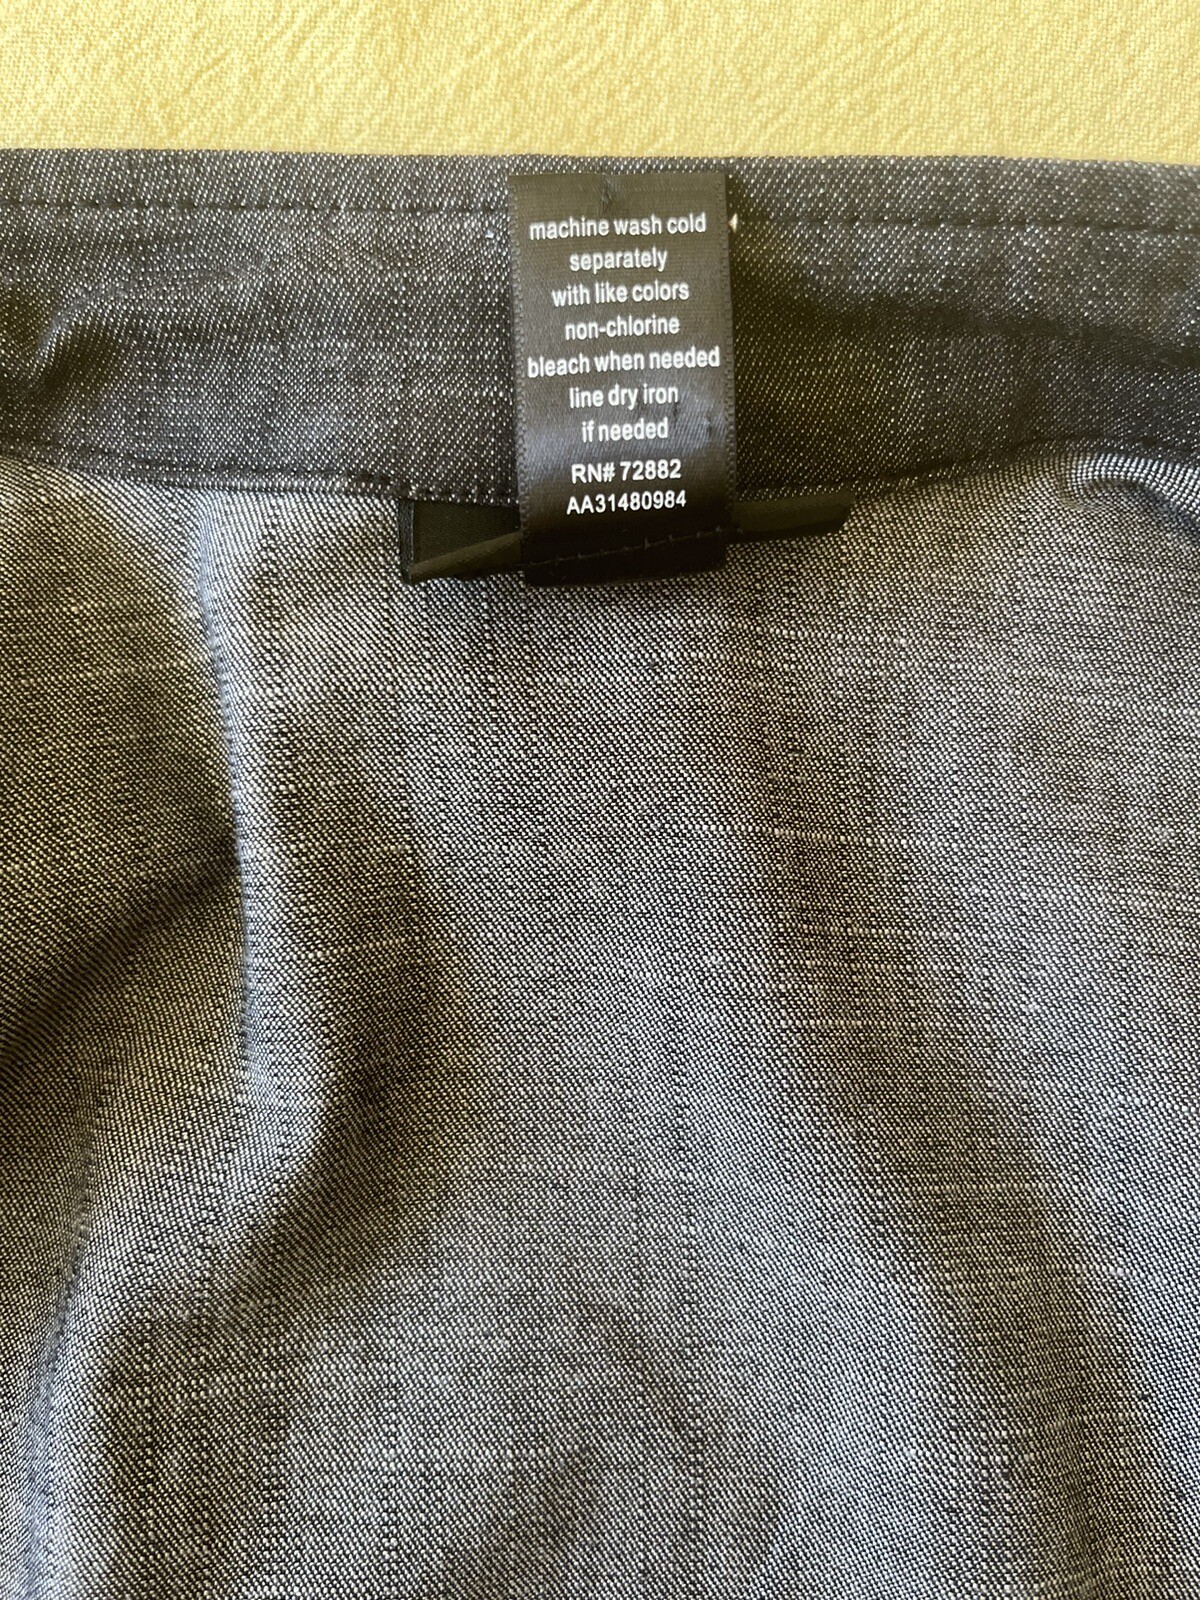 machine wash cold
separately
with like colors
non-chlorine
bleach when needed
line dry iron
if needed
RN# 72882
AA31480984